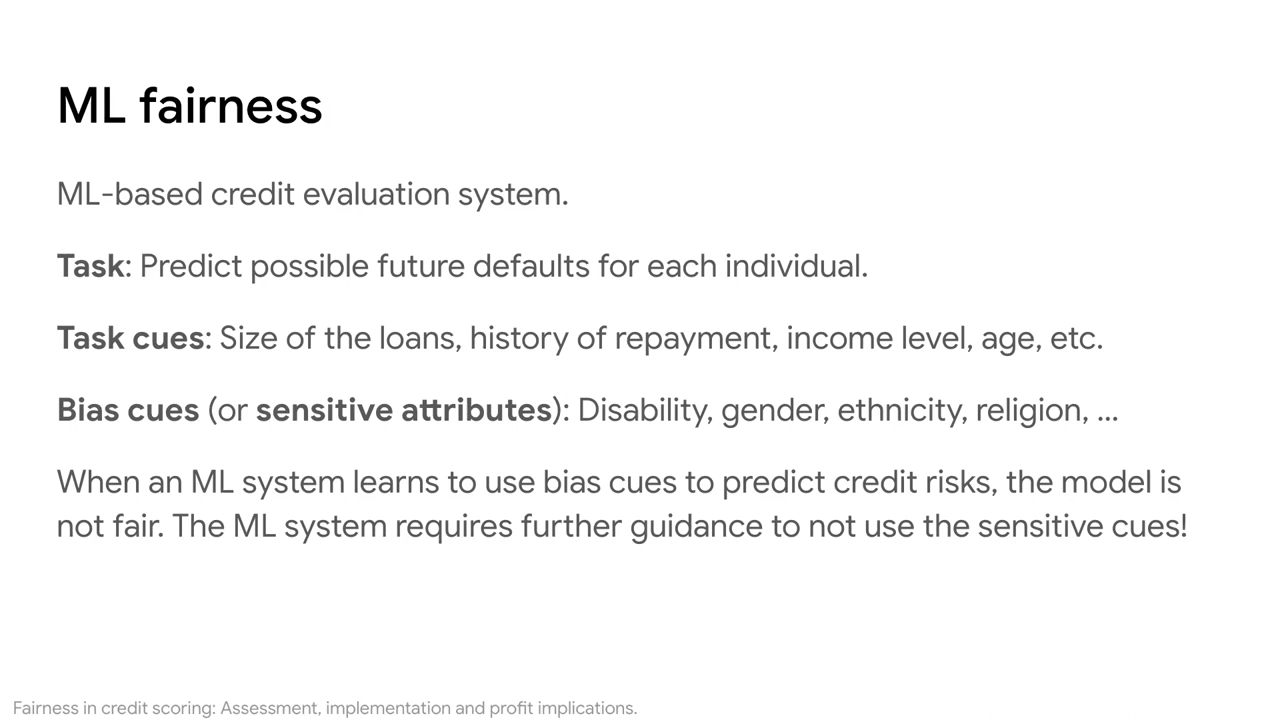 ML fairness
ML-based credit evaluation system.
Task: Predict possible future defaults for each individual.
Task cues: Size of the loans, history of repayment, income level, age, etc.
Bias cues (or sensitive attributes): Disability, gender, ethnicity, religion, ...
When an ML system learns to use bias cues to predict credit risks, the model is
not fair. The ML system requires further guidance to not use the sensitive cues!
Fairness in credit scoring: Assessment, implementation and profit implications.